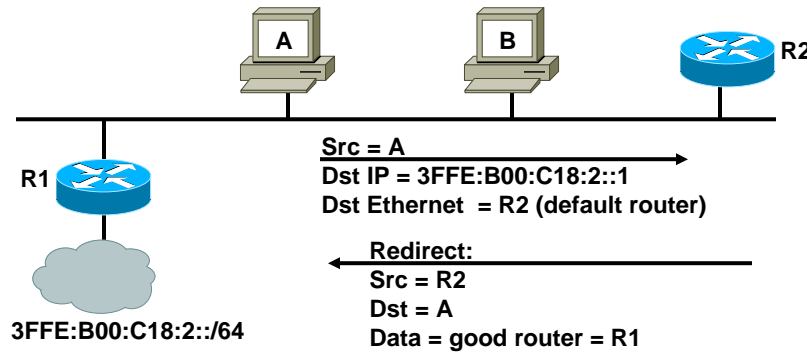 A
B
R2
R1
Src = A
Dst IP = 3FFE:B00:C18:2::1
Dst Ethernet = R2 (default router)
Redirect:
Src = R2
Dst = A
Data = good router = R1
3FFE:B00:C18:2::/64